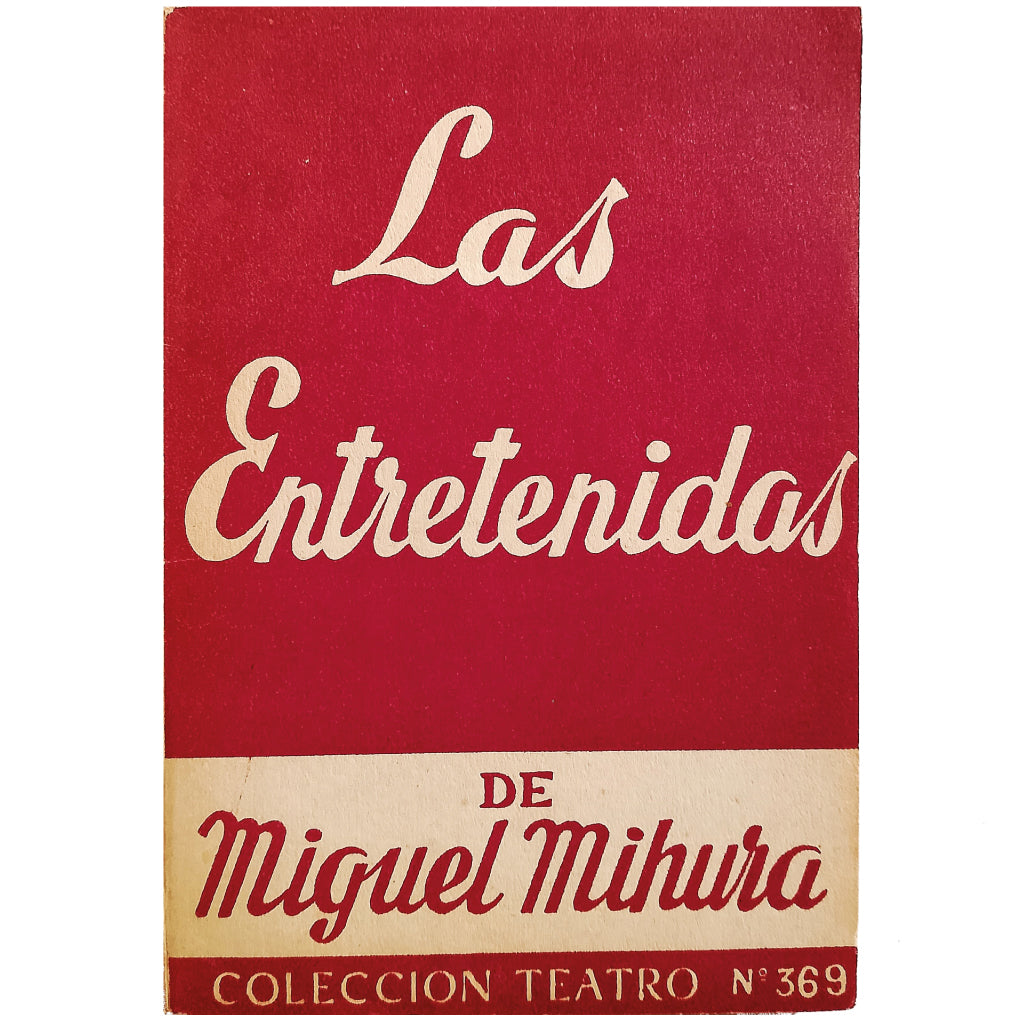 Las
Entretenidas
DE
Miguel Mihura
COLECCION TEATRO Nº 369